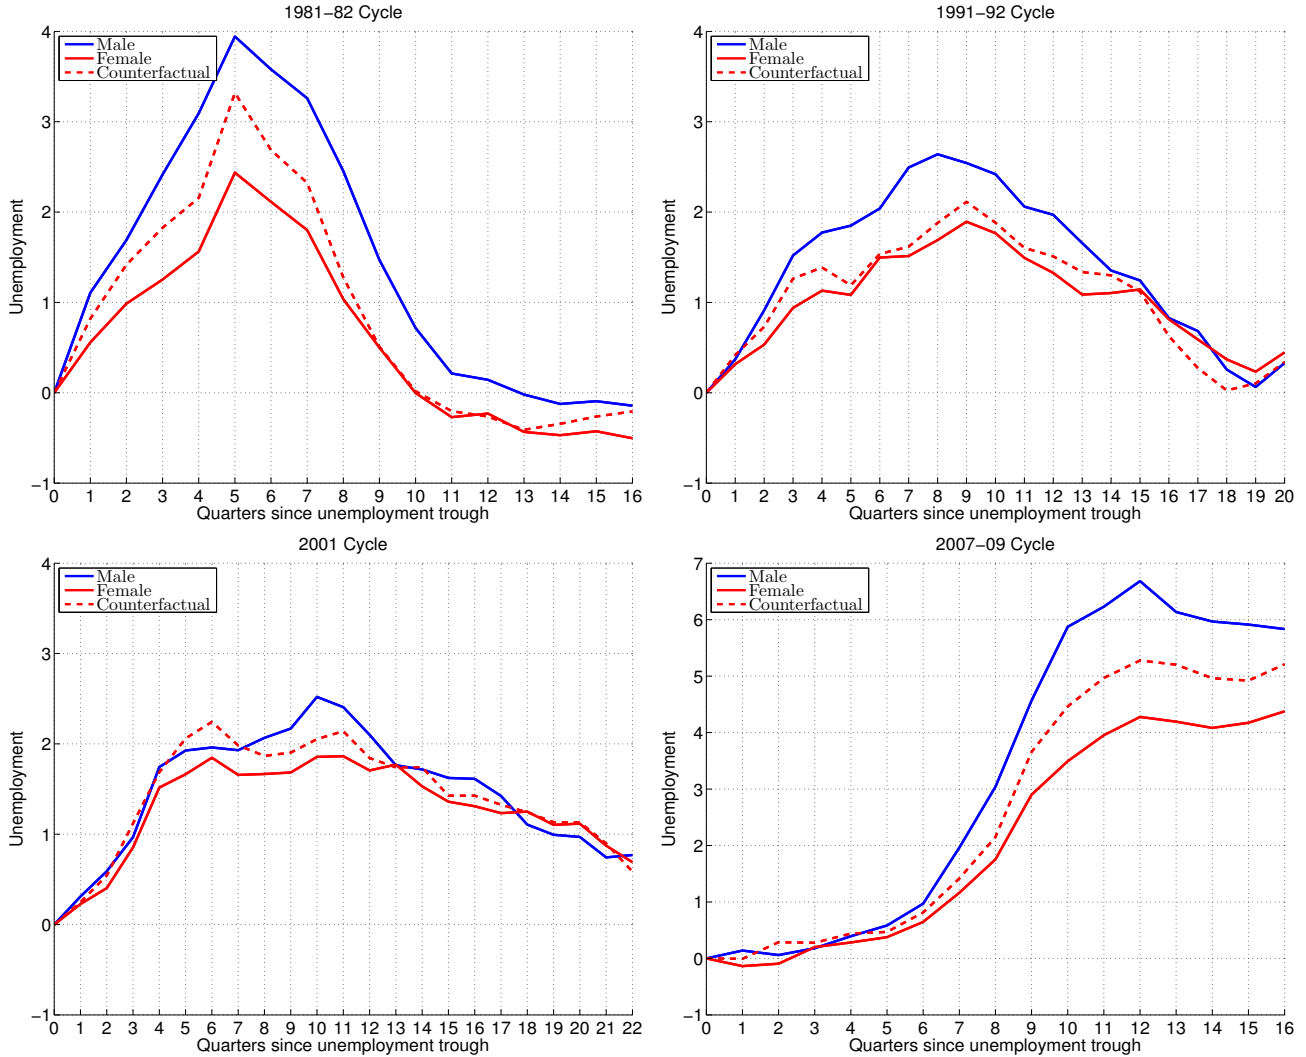 1981−82 Cycle
4
3
2
1
0
−1
Unemployment
Male
Female
Counterfactual
0 1 2 3 4 5 6 7 8 9 10 11 12 13 14 15 16
Quarters since unemployment trough
1991−92 Cycle
4
3
2
1
0
−1
Unemployment
Male
Female
Counterfactual
0 1 2 3 4 5 6 7 8 9 10 11 12 13 14 15 16 17 18 19 20
Quarters since unemployment trough
2001 Cycle
4
3
2
1
0
−1
Unemployment
Male
Female
Counterfactual
0 1 2 3 4 5 6 7 8 9 10 11 12 13 14 15 16 17 18 19 20 21 22
Quarters since unemployment trough
2007−09 Cycle
7
6
5
4
3
2
1
0
−1
Unemployment
Male
Female
Counterfactual
0 1 2 3 4 5 6 7 8 9 10 11 12 13 14 15 16
Quarters since unemployment trough